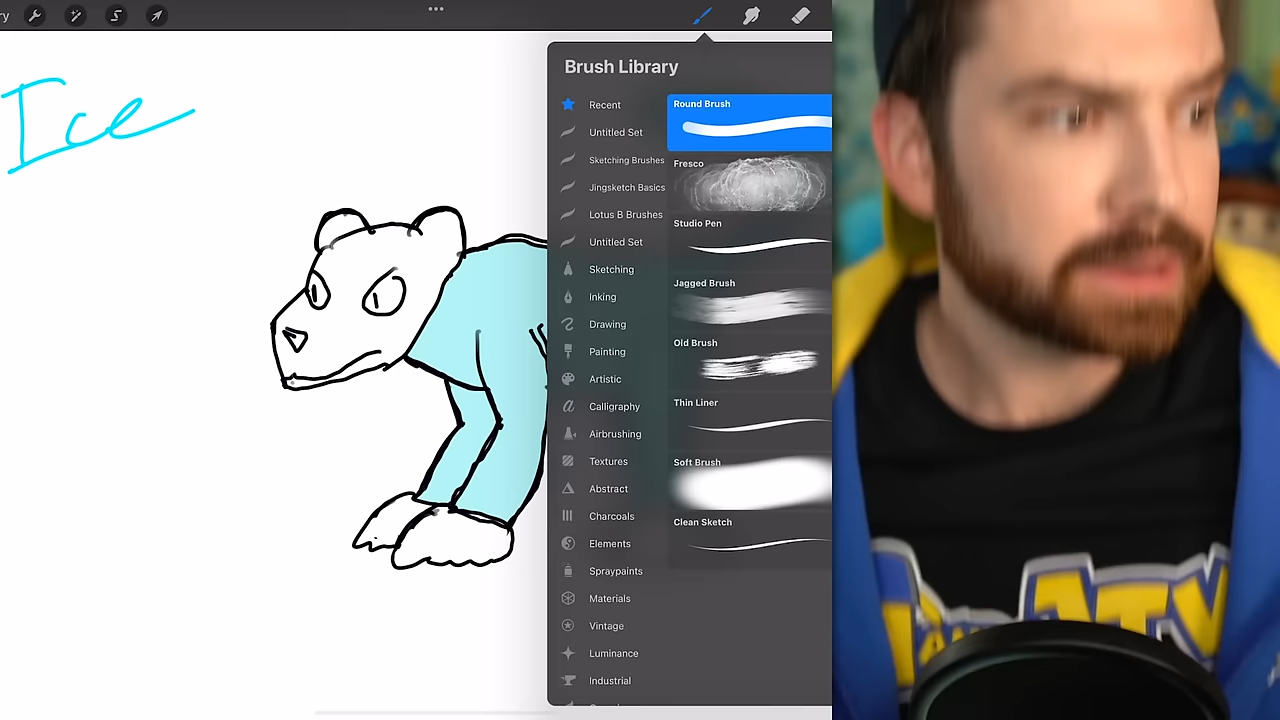 ry
Ice
Brush Library
Recent
Untitled Set
Sketching Brushes
Jingsketch Basics
Lotus B Brushes
Untitled Set
Sketching
Inking
Drawing
Painting
Artistic
Calligraphy
Airbrushing
Textures
Abstract
Charcoals
Elements
Spraypaints
Materials
Vintage
Luminance
Industrial
Round Brush
Fresco
Studio Pen
Jagged Brush
Old Brush
Thin Liner
Soft Brush
Clean Sketch